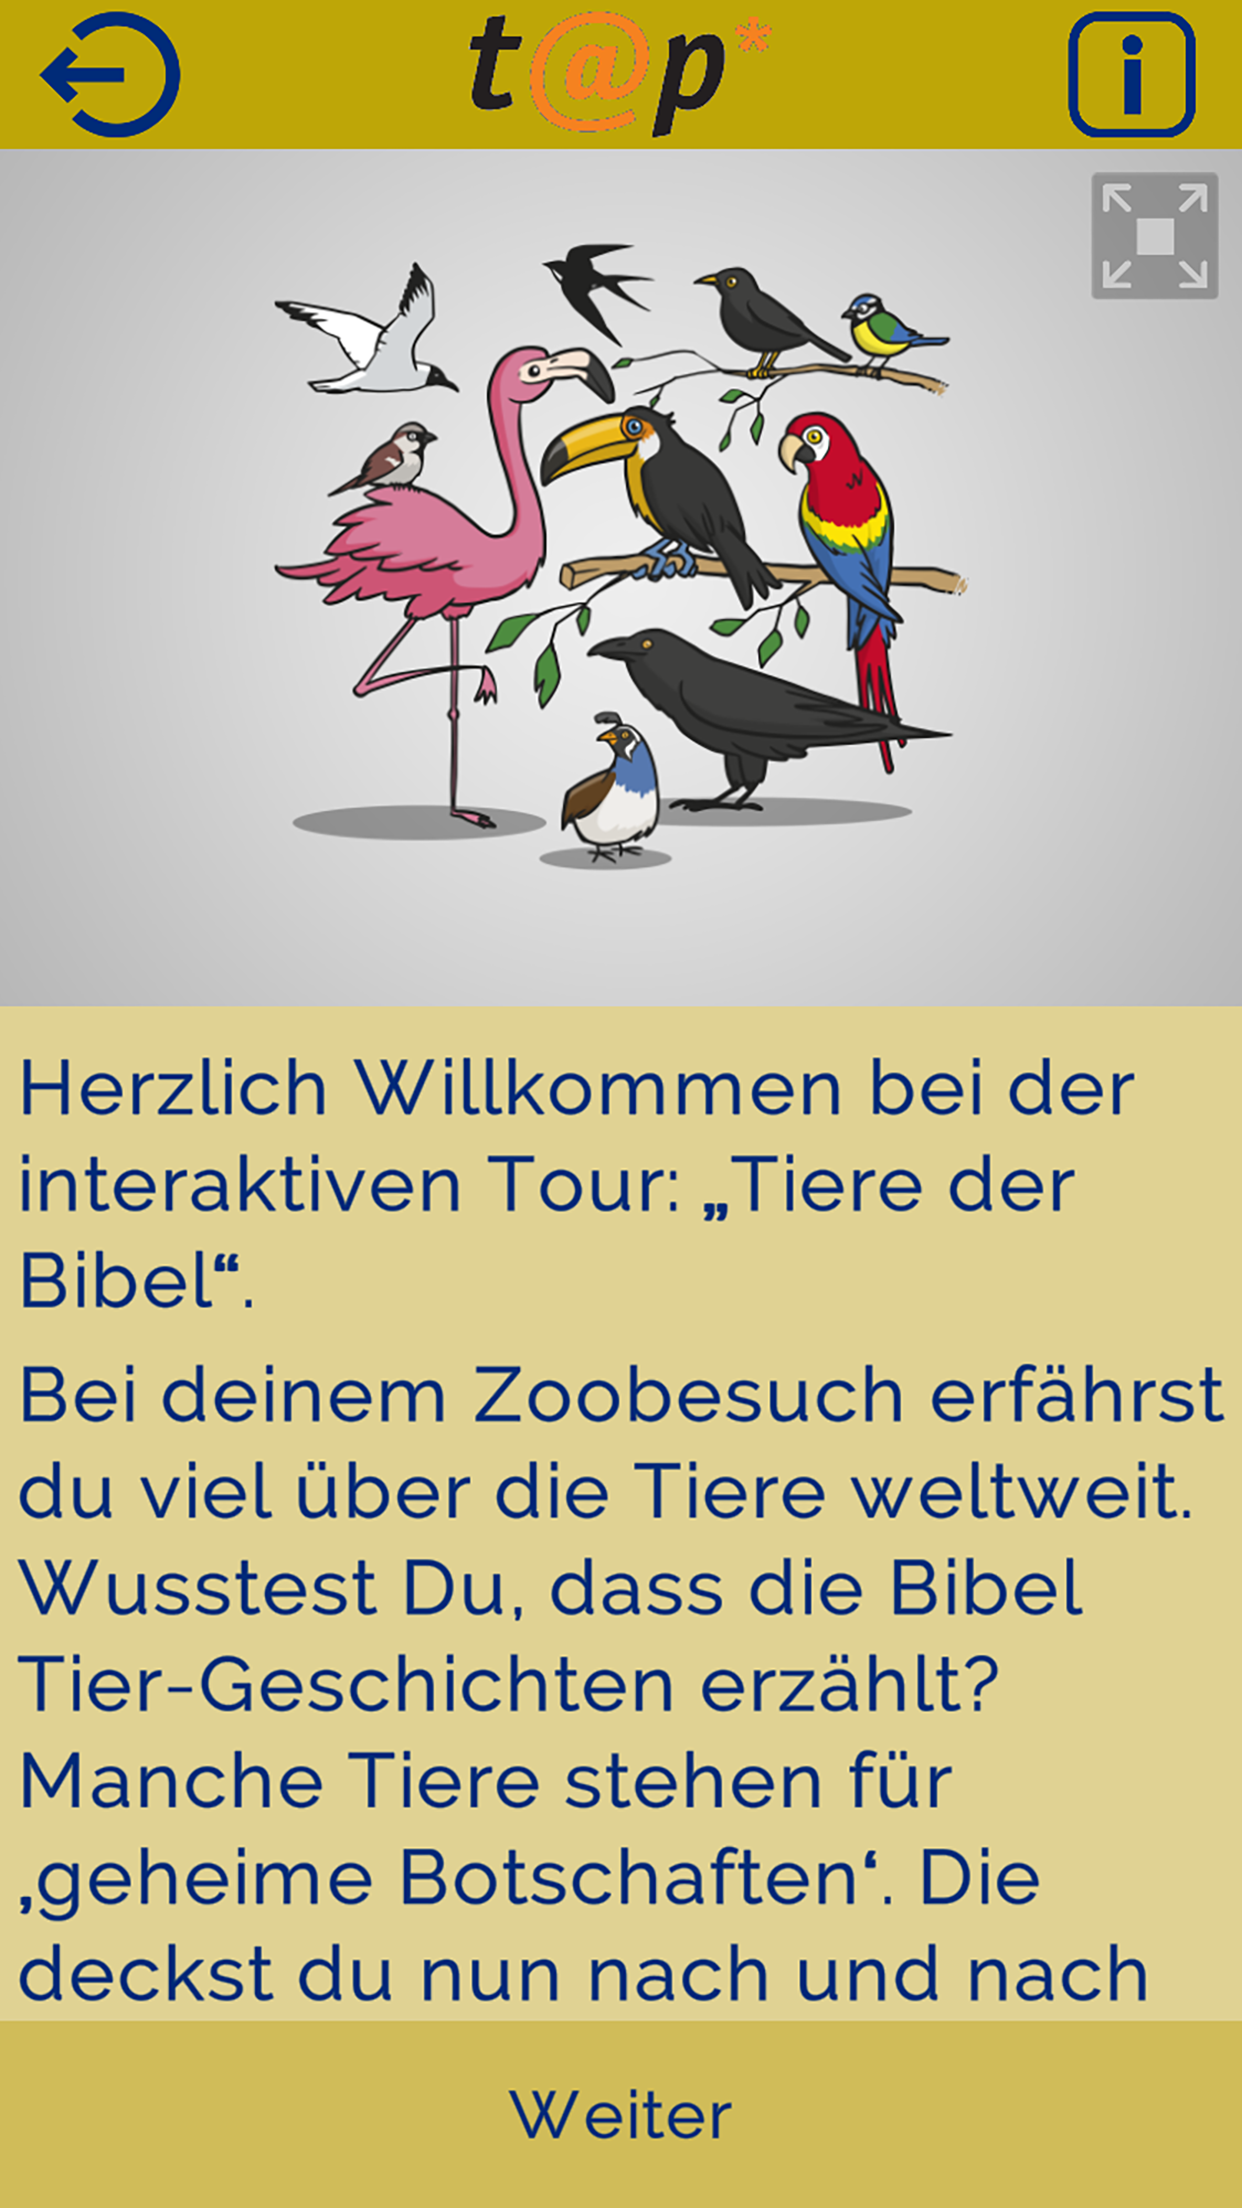 t@p*
i
Herzlich Willkommen bei der
interaktiven Tour: „Tiere der
Bibel“.
Bei deinem Zoobesuch erfährst
du viel über die Tiere weltweit.
Wusstest Du, dass die Bibel
Tier-Geschichten erzählt?
Manche Tiere stehen für
‚geheime Botschaften‘. Die
deckst du nun nach und nach
Weiter